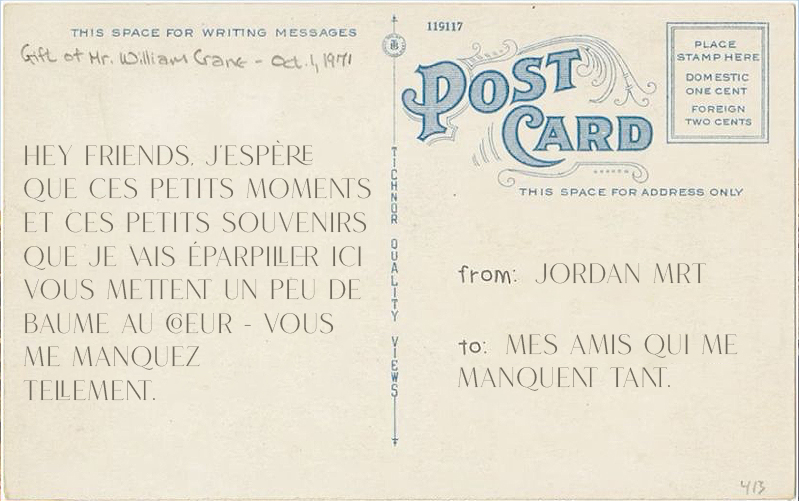 THIS SPACE FOR WRITING MESSAGES
Gift of Mr. William Crane - Oct. 1, 1971
HEY FRIENDS, J'ESPÈRE
QUE CES PETITS MOMENTS
ET CES PETITS SOUVENIRS
QUE JE VAIS ÉPARPILLER ICI
VOUS METTENT UN PEU DE
BAUME AU COEUR - VOUS
ME MANQUEZ
TELLEMENT.
TICHNOR QUALITY VIEWS
119117
POST
CARD
PLACE
STAMP HERE
DOMESTIC
ONE CENT
FOREIGN
TWO CENTS
THIS SPACE FOR ADDRESS ONLY
from: JORDAN MRT
to: MES AMIS QUI ME
MANQUENT TANT.
413